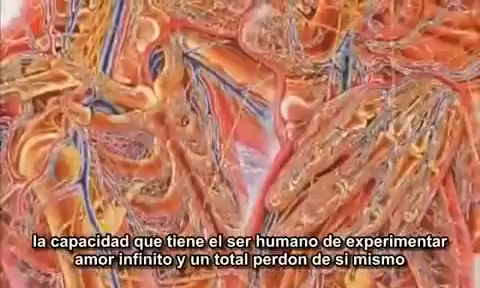 la capacidad que tiene el ser humano de experimentar
amor infinito y un total perdon de si mismo